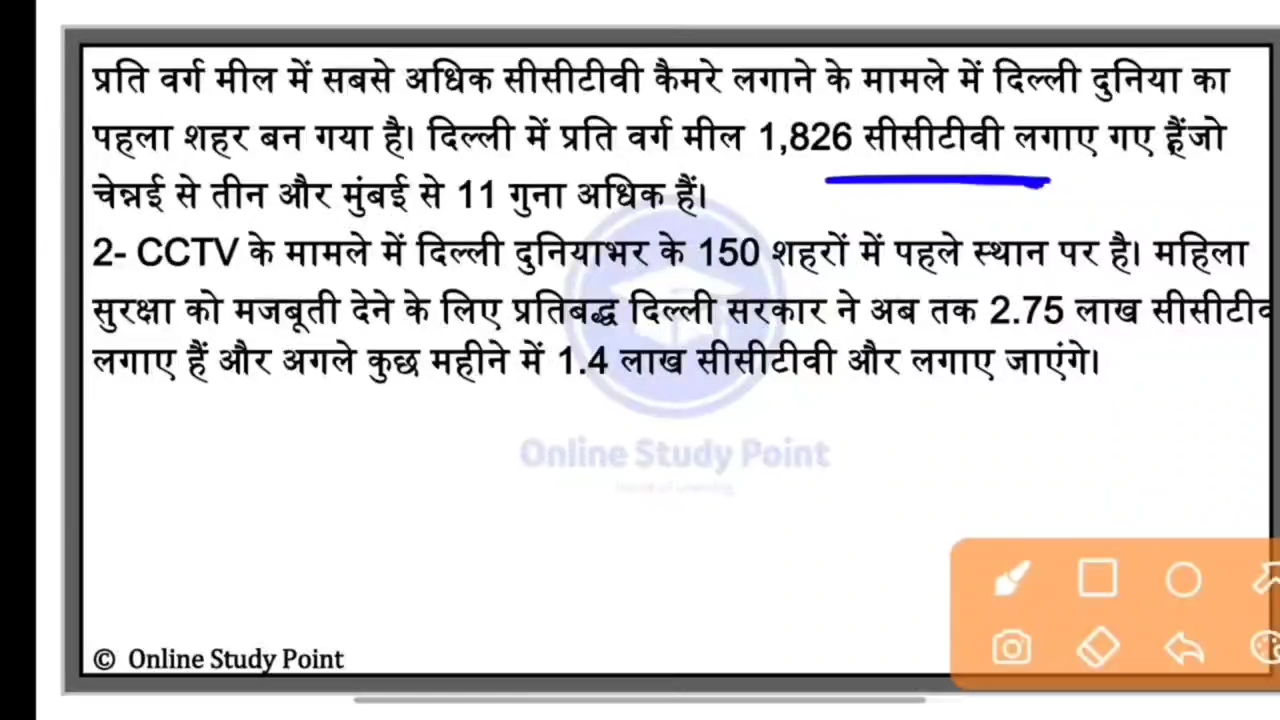 प्रति वर्ग मील में सबसे अधिक सीसीटीवी कैमरे लगाने के मामले में दिल्ली दुनिया का
पहला शहर बन गया है। दिल्ली में प्रति वर्ग मील 1,826 सीसीटीवी लगाए गए हैंजो
चेन्नई से तीन और मुंबई से 11 गुना अधिक हैं।
2- CCTV के मामले में दिल्ली दुनियाभर के 150 शहरों में पहले स्थान पर है। महिला
सुरक्षा को मजबूती देने के लिए प्रतिबद्ध दिल्ली सरकार ने अब तक 2.75 लाख
लगाए हैं और अगले कुछ महीने में 1.4 लाख सीसीटीवी और लगाए जाएंगे।
Online Study Point
© Online Study Point